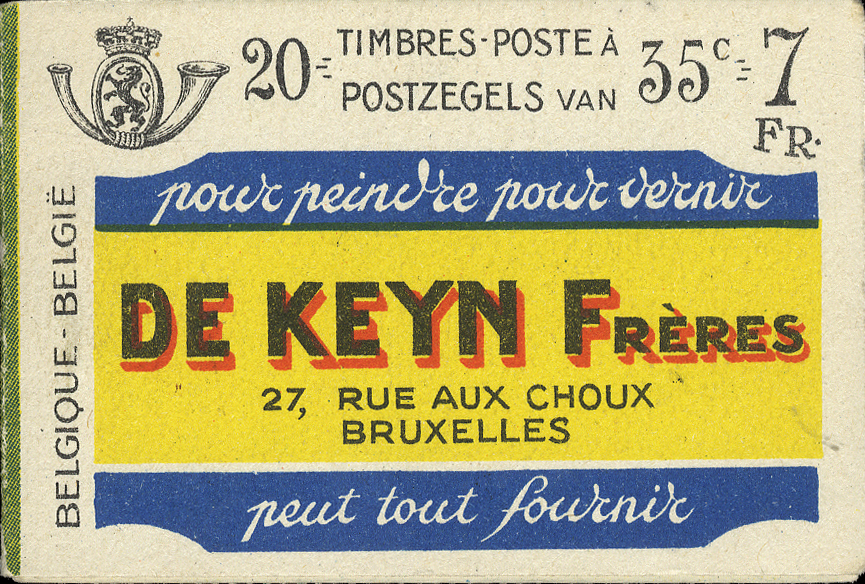 20= TIMBRES-POSTE À
POSTZEGELS VAN
35c= 7
FR.
BELGIQUE - BELGIË
pour peindre pour vernir
DE KEYN FRÈRES
27, RUE AUX CHOUX
BRUXELLES
peut tout fournir